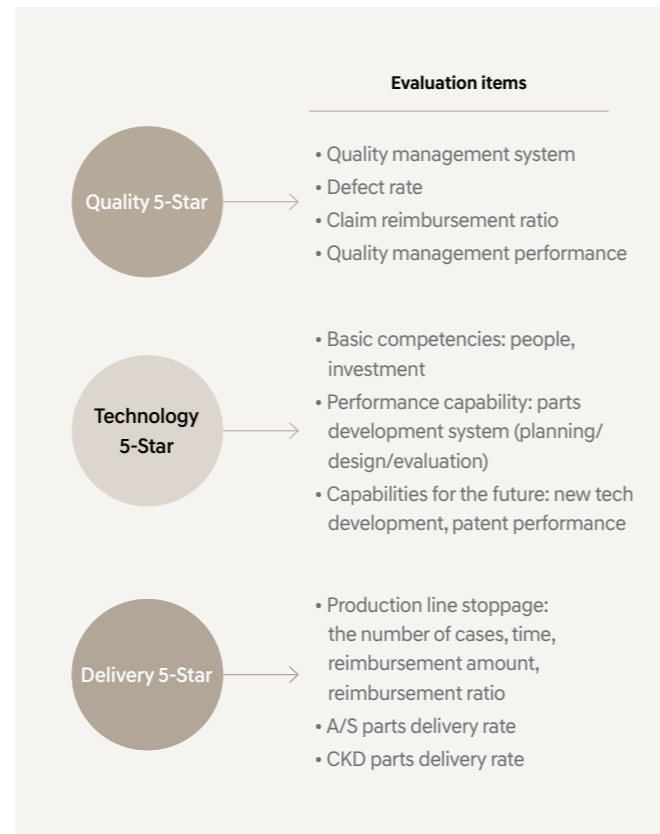 Evaluation items
Quality 5-Star
• Quality management system
• Defect rate
• Claim reimbursement ratio
• Quality management performance
Technology
5-Star
• Basic competencies: people,
investment
• Performance capability: parts
development system (planning/
design/evaluation)
• Capabilities for the future: new tech
development, patent performance
Delivery 5-Star
• Production line stoppage:
the number of cases, time,
reimbursement amount,
reimbursement ratio
• A/S parts delivery rate
• CKD parts delivery rate